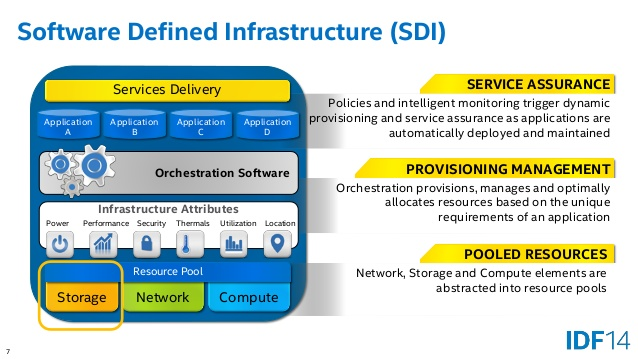 Software Defined Infrastructure (SDI)
Services Delivery
Application
A
Application
B
Application
C
Application
D
Orchestration Software
Infrastructure Attributes
Power Performance Security Thermals Utilization Location
Resource Pool
Storage Network Compute
SERVICE ASSURANCE
Policies and intelligent monitoring trigger dynamic
provisioning and service assurance as applications are
automatically deployed and maintained
PROVISIONING MANAGEMENT
Orchestration provisions, manages and optimally
allocates resources based on the unique
requirements of an application
POOLED RESOURCES
Network, Storage and Compute elements are
abstracted into resource pools
7
IDF14